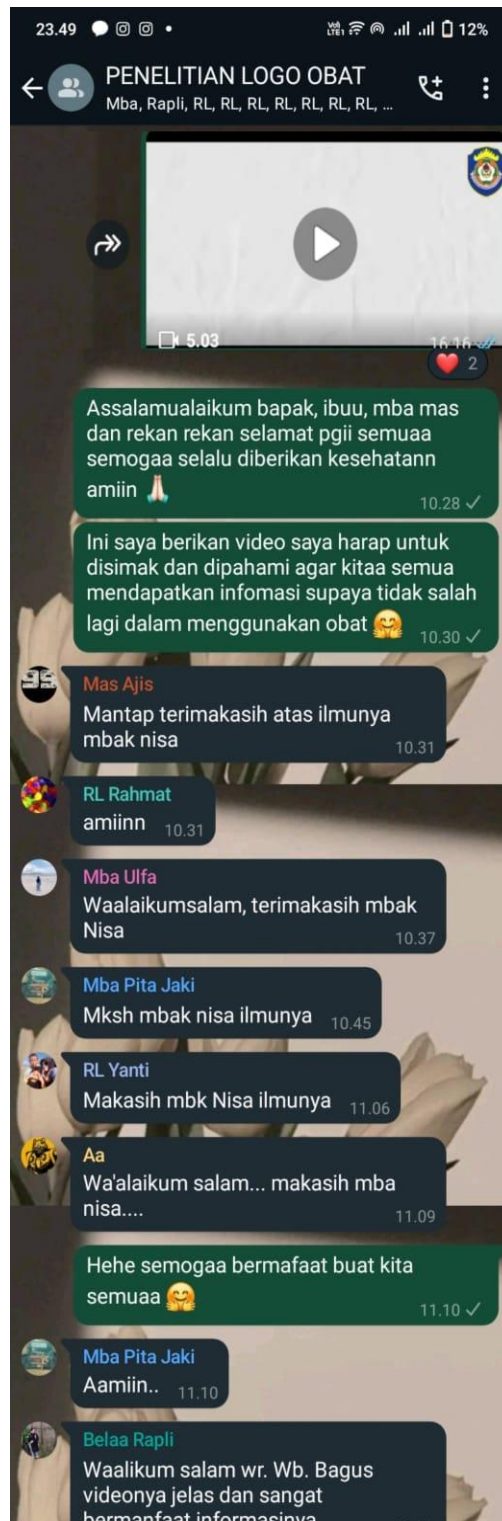 23.49
12%
PENELITIAN LOGO OBAT
Mba, Rapli, RL, RL, RL, RL, RL, RL, RL, ...
5.03
16.16
2
Assalamualaikum bapak, ibuu, mba mas
dan rekan rekan selamat pgii semuaa
semogaa selalu diberikan kesehatann
amiin 🙏🏻
10.28
Ini saya berikan video saya harap untuk
disimak dan dipahami agar kitaa semua
mendapatkan infomasi supaya tidak salah
lagi dalam menggunakan obat 🤗
10.30
Mas Ajis
Mantap terimakasih atas ilmunya
mbak nisa
10.31
RL Rahmat
amiinn 10.31
Mba Ulfa
Waalaikumsalam, terimakasih mbak
Nisa
10.37
Mba Pita Jaki
Mksh mbak nisa ilmunya 10.45
RL Yanti
Makasih mbk Nisa ilmunya 11.06
Aa
Wa'alaikum salam... makasih mba
nisa....
11.09
Hehe semogaa bermafaat buat kita
semuaa 🤗
11.10
Mba Pita Jaki
Aamiin.. 11.10
Belaa Rapli
Waalikum salam wr. Wb. Bagus
videonya jelas dan sangat
bermanfaat informasinya